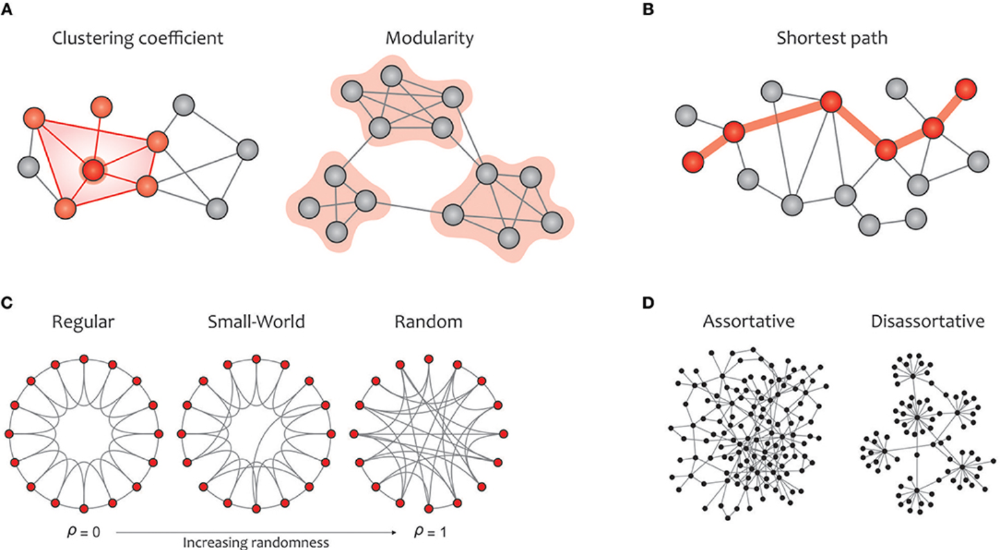 A
Clustering coefficient
Modularity
B
Shortest path
C
Regular
Small-World
Random
ρ = 0
Increasing randomness
ρ = 1
D
Assortative
Disassortative